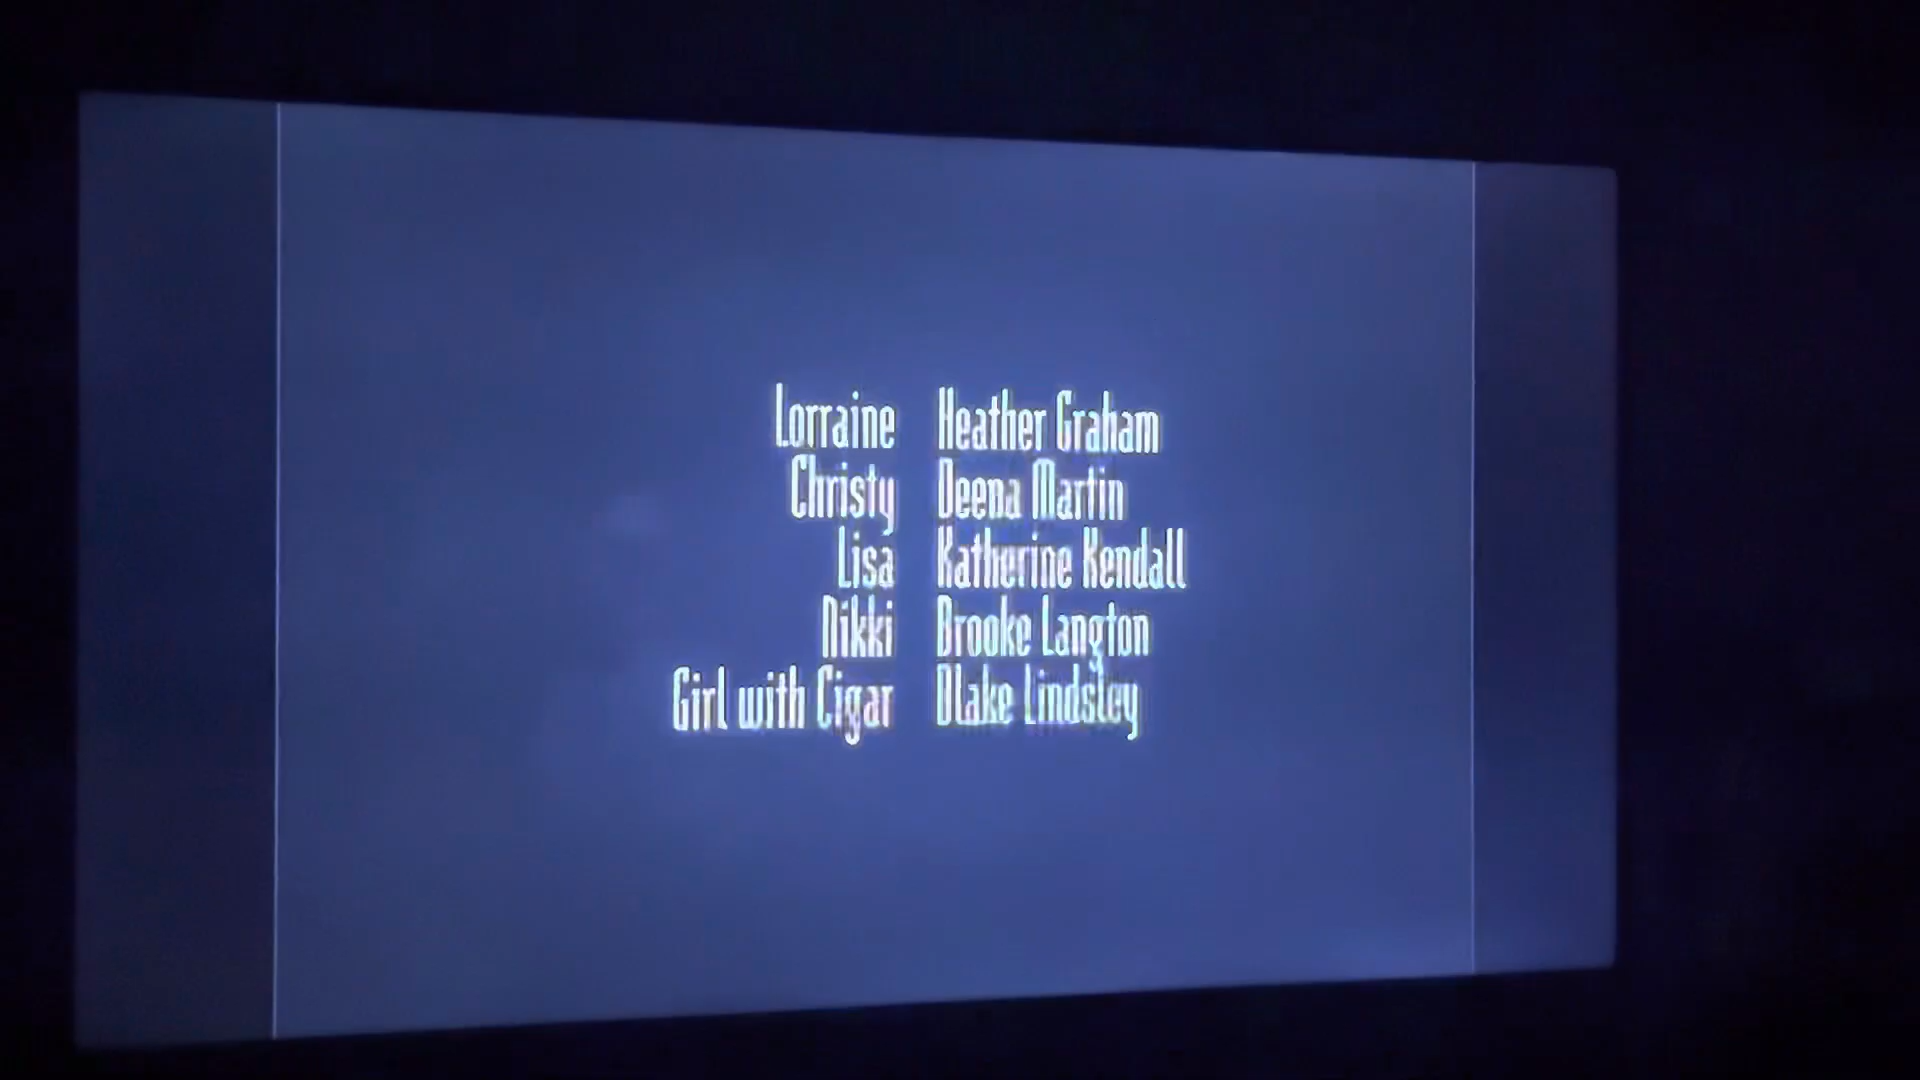 Lorraine Heather Graham
Christy Deena Martin
Lisa Katherine Kendall
Nikki Brooke Langton
Girl with Cigar Blake Lindsley